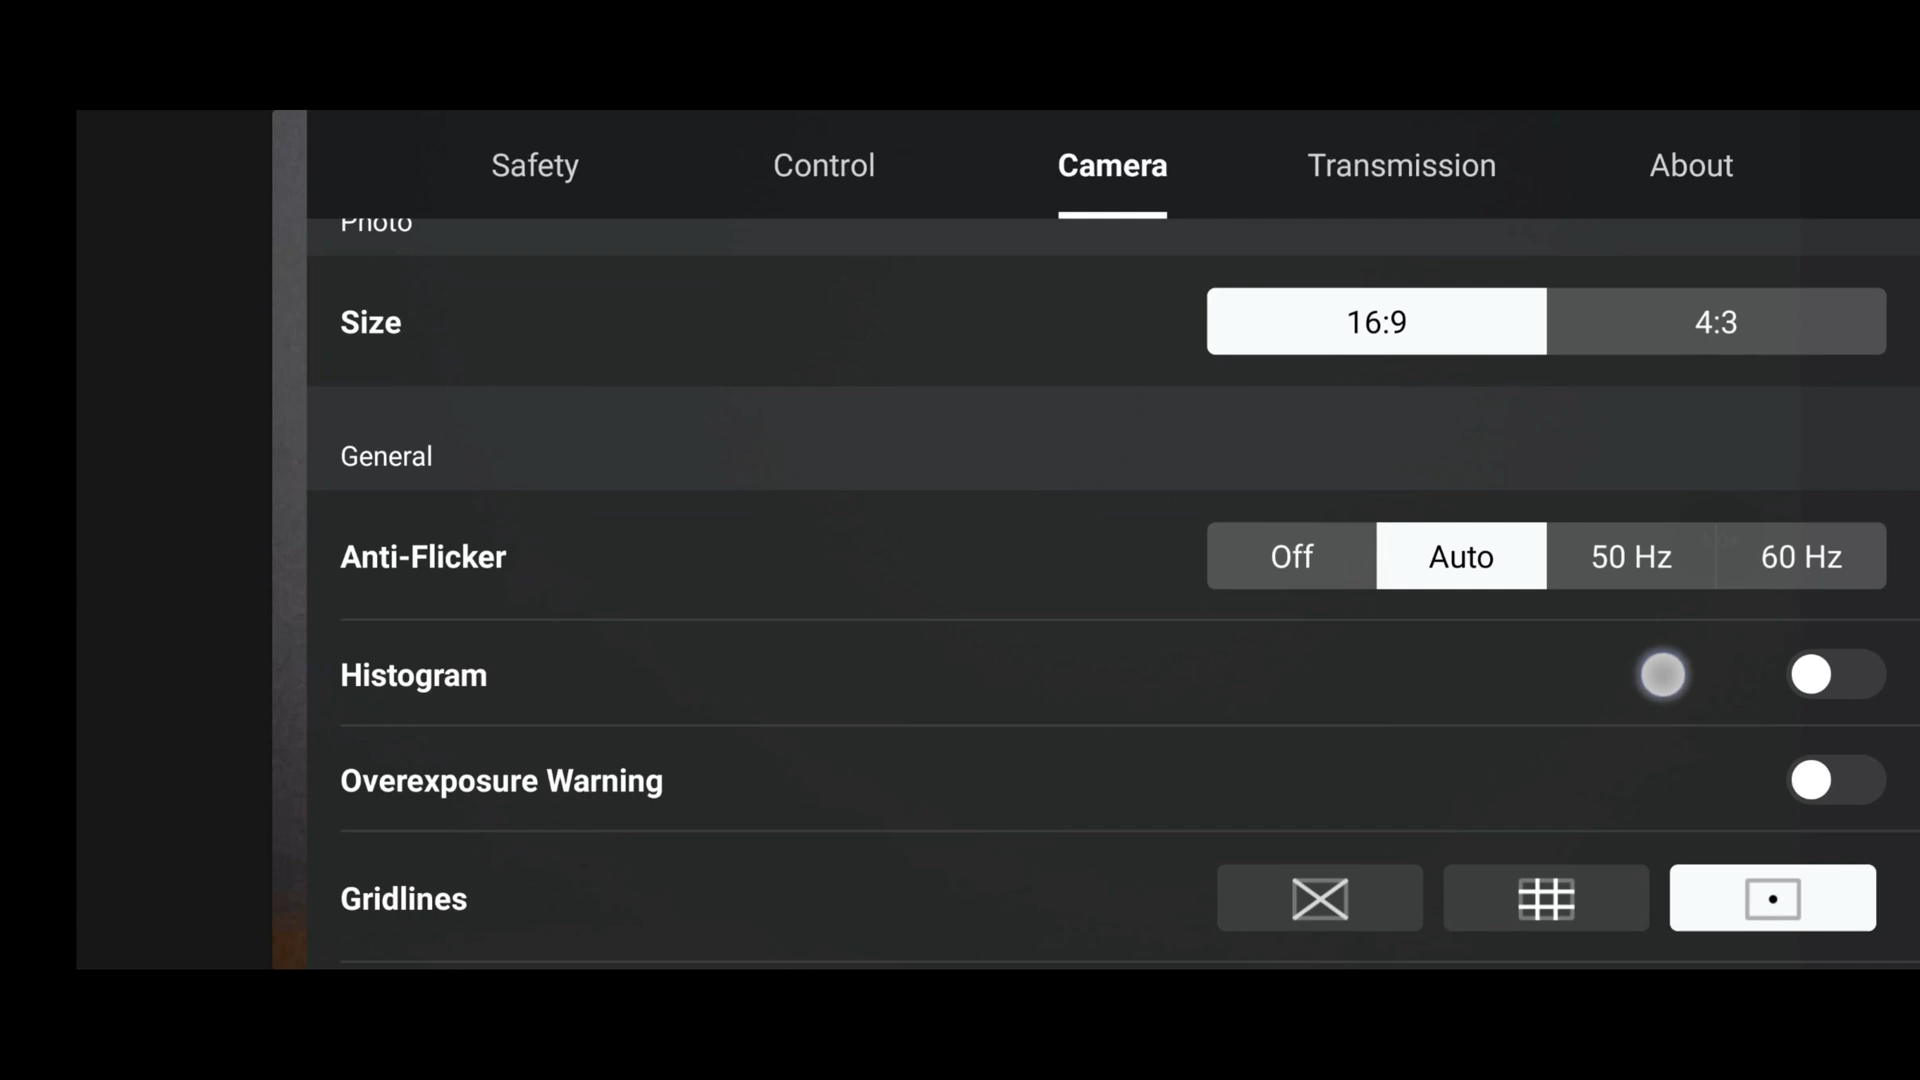 Safety Control Camera Transmission About
Photo
Size 16:9 4:3
General
Anti-Flicker Off Auto 50 Hz 60 Hz
Histogram
Overexposure Warning
Gridlines